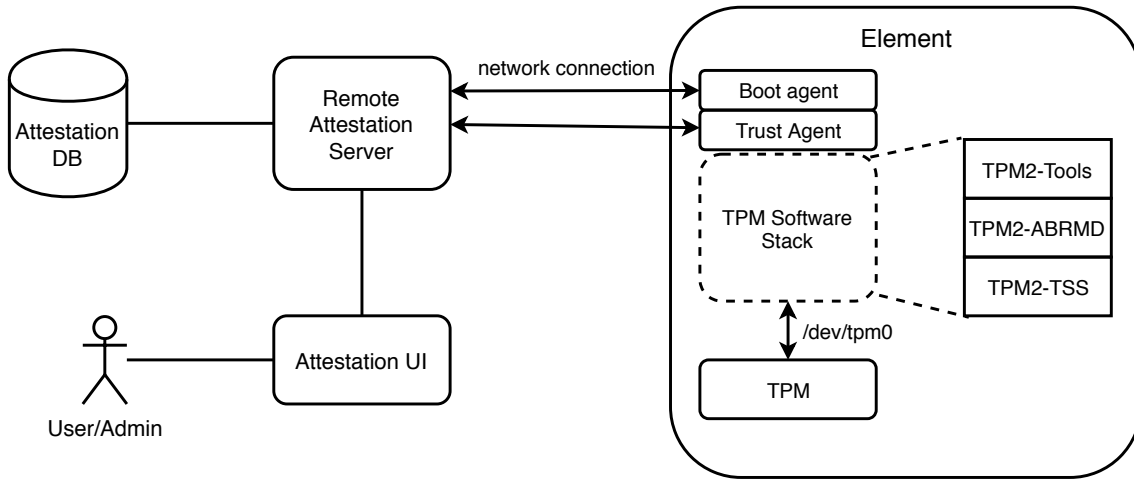 Element
network connection
Boot agent
Trust Agent
Remote
Attestation
Server
Attestation
DB
TPM Software
Stack
TPM2-Tools
TPM2-ABRMD
TPM2-TSS
/dev/tpm0
TPM
Attestation UI
User/Admin